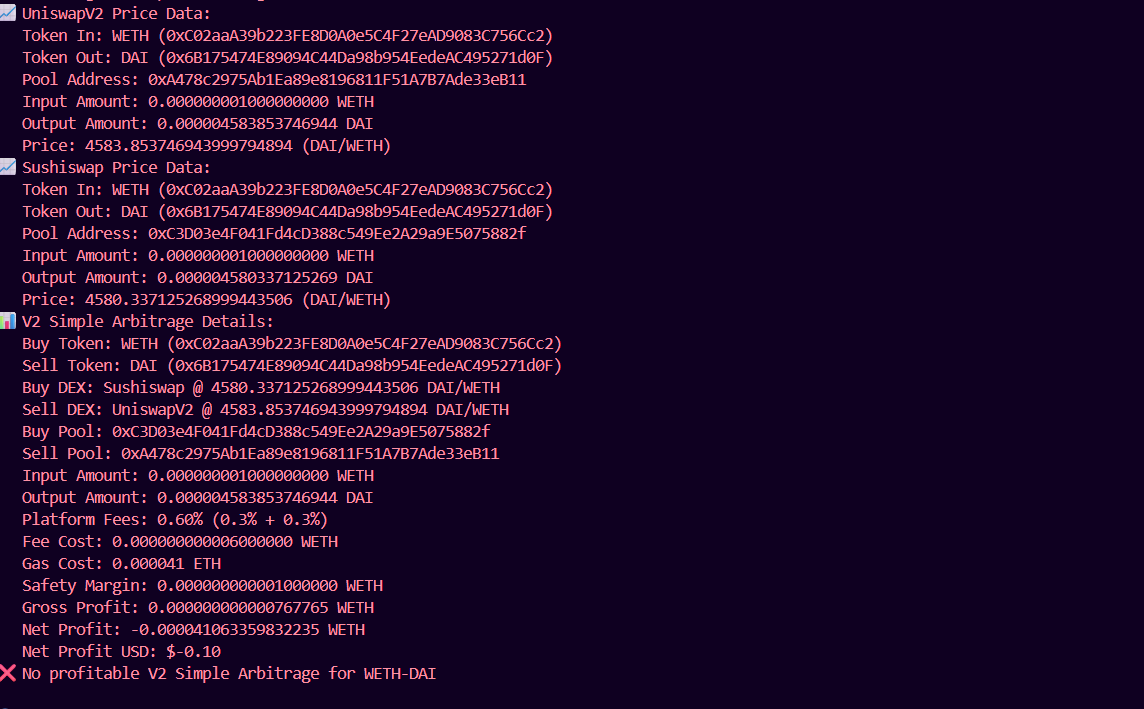 📈 UniswapV2 Price Data:
Token In: WETH (0xC02aaA39b223FE8D0A0e5C4F27eAD9083C756Cc2)
Token Out: DAI (0x6B175474E89094C44Da98b954EedeAC495271d0F)
Pool Address: 0xA478c2975Ab1Ea89e8196811F51A7B7Ade33eB11
Input Amount: 0.000000001000000000 WETH
Output Amount: 0.000004583853746944 DAI
Price: 4583.853746943999794894 (DAI/WETH)
📈 Sushiswap Price Data:
Token In: WETH (0xC02aaA39b223FE8D0A0e5C4F27eAD9083C756Cc2)
Token Out: DAI (0x6B175474E89094C44Da98b954EedeAC495271d0F)
Pool Address: 0xC3D03e4F041Fd4cD388c549Ee2A29a9E5075882f
Input Amount: 0.000000001000000000 WETH
Output Amount: 0.000004580337125269 DAI
Price: 4580.337125268999443506 (DAI/WETH)
📊 V2 Simple Arbitrage Details:
Buy Token: WETH (0xC02aaA39b223FE8D0A0e5C4F27eAD9083C756Cc2)
Sell Token: DAI (0x6B175474E89094C44Da98b954EedeAC495271d0F)
Buy DEX: Sushiswap @ 4580.337125268999443506 DAI/WETH
Sell DEX: UniswapV2 @ 4583.853746943999794894 DAI/WETH
Buy Pool: 0xC3D03e4F041Fd4cD388c549Ee2A29a9E5075882f
Sell Pool: 0xA478c2975Ab1Ea89e8196811F51A7B7Ade33eB11
Input Amount: 0.000000001000000000 WETH
Output Amount: 0.000004583853746944 DAI
Platform Fees: 0.60% (0.3% + 0.3%)
Fee Cost: 0.000000000006000000 WETH
Gas Cost: 0.000041 ETH
Safety Margin: 0.000000000001000000 WETH
Gross Profit: 0.000000000000767765 WETH
Net Profit: -0.000041063359832235 WETH
Net Profit USD: $-0.10
❌ No profitable V2 Simple Arbitrage for WETH-DAI